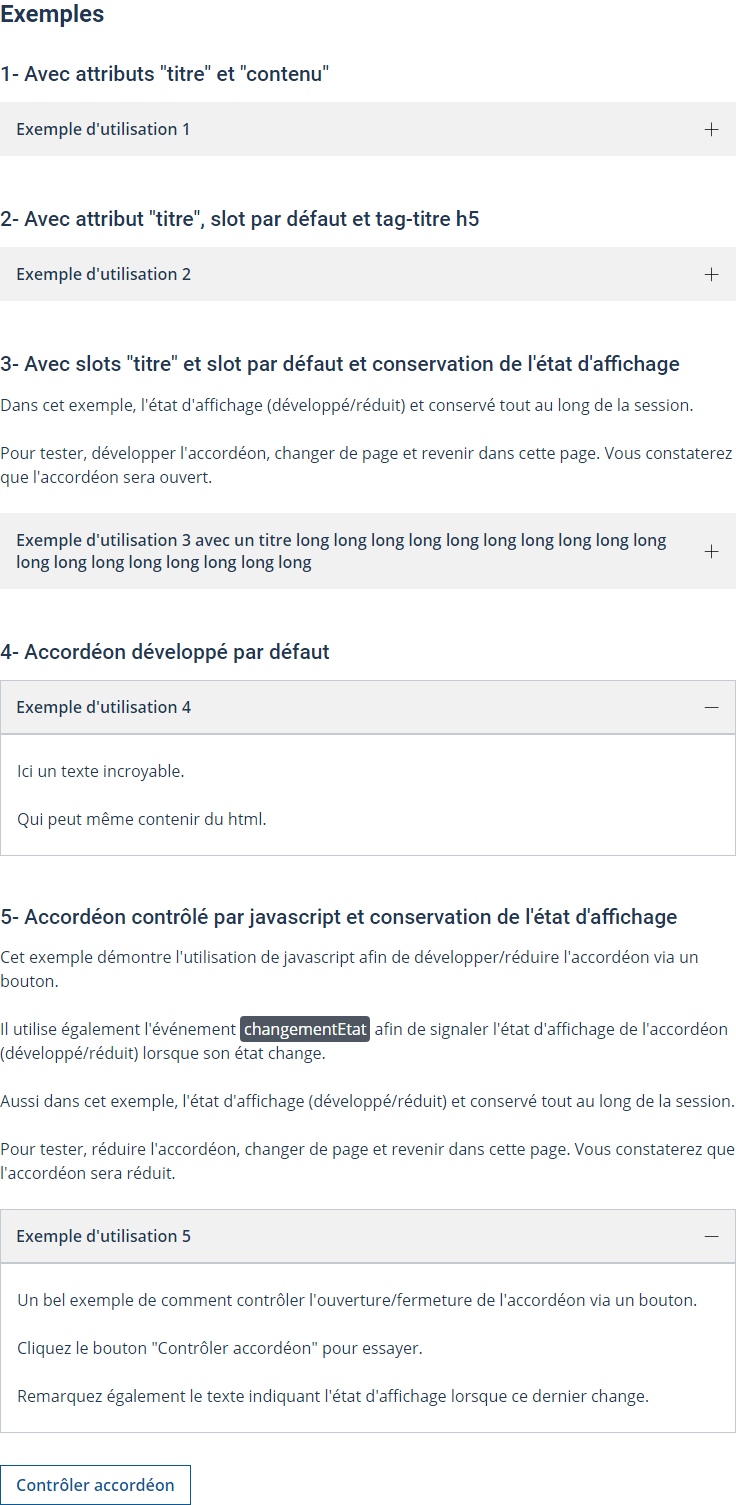 Exemples
1- Avec attributs "titre" et "contenu"
Exemple d'utilisation 1
2- Avec attribut "titre", slot par défaut et tag-titre h5
Exemple d'utilisation 2
3- Avec slots "titre" et slot par défaut et conservation de l'état d'affichage
Dans cet exemple, l'état d'affichage (développé/réduit) et conservé tout au long de la session.
Pour tester, développer l'accordéon, changer de page et revenir dans cette page. Vous constaterez
que l'accordéon sera ouvert.
Exemple d'utilisation 3 avec un titre long long long long long long long long long long
long long long long long long long long
4- Accordéon développé par défaut
Exemple d'utilisation 4
Ici un texte incroyable.
Qui peut même contenir du html.
5- Accordéon contrôlé par javascript et conservation de l'état d'affichage
Cet exemple démontre l'utilisation de javascript afin de développer/réduire l'accordéon via un
bouton.
Il utilise également l'événement changementEtat afin de signaler l'état d'affichage de l'accordéon
(développé/réduit) lorsque son état change.
Aussi dans cet exemple, l'état d'affichage (développé/réduit) et conservé tout au long de la session.
Pour tester, réduire l'accordéon, changer de page et revenir dans cette page. Vous constaterez que
l'accordéon sera réduit.
Exemple d'utilisation 5
Un bel exemple de comment contrôler l'ouverture/fermeture de l'accordéon via un bouton.
Cliquez le bouton "Contrôler accordéon" pour essayer.
Remarquez également le texte indiquant l'état d'affichage lorsque ce dernier change.
Contrôler accordéon